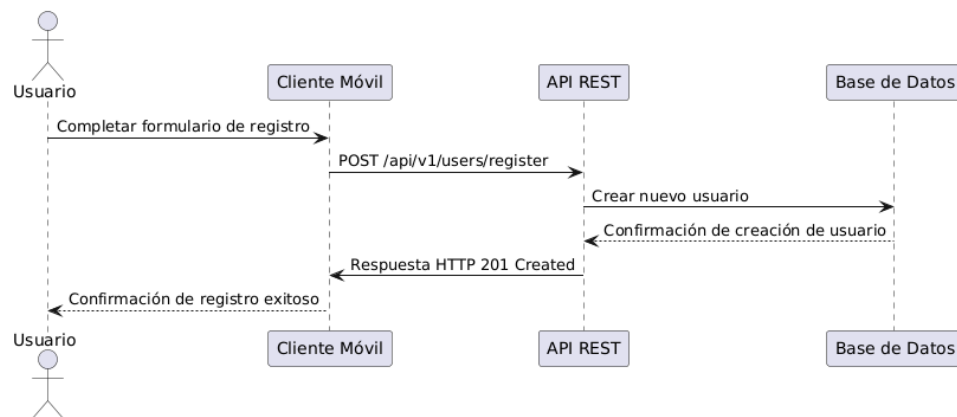 Usuario
Cliente Móvil
API REST
Base de Datos
Completar formulario de registro
POST /api/v1/users/register
Crear nuevo usuario
Confirmación de creación de usuario
Respuesta HTTP 201 Created
Confirmación de registro exitoso
Usuario
Cliente Móvil
API REST
Base de Datos